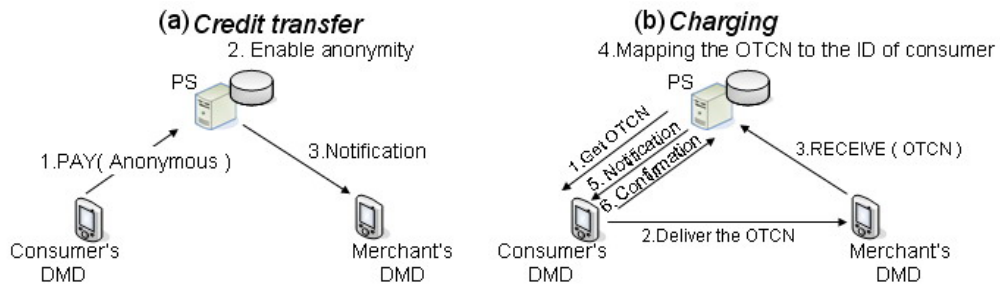 (a) Credit transfer
2. Enable anonymity
PS
1.PAY( Anonymous )
3.Notification
Consumer's
DMD
Merchant's
DMD
(b) Charging
4.Mapping the OTCN to the ID of consumer
PS
1.Get OTCN
5. Notification
6. Confirmation
3.RECEIVE ( OTCN )
2.Deliver the OTCN
Consumer's
DMD
Merchant's
DMD